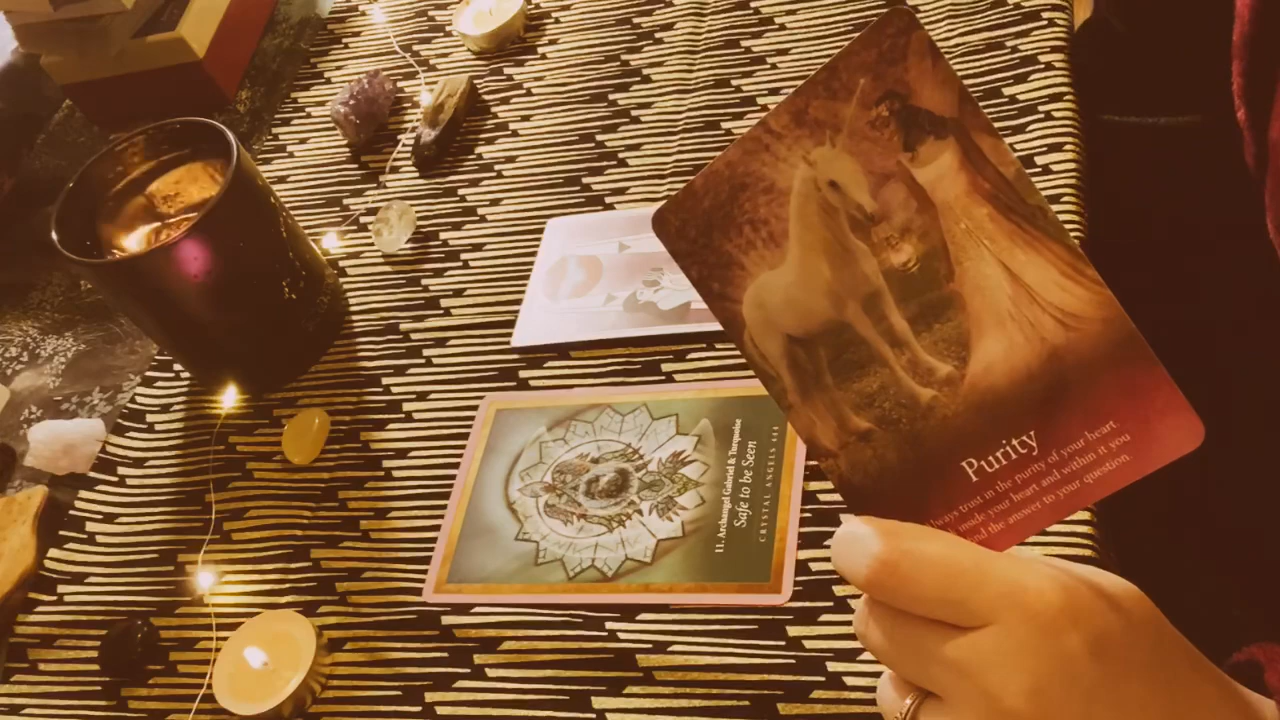 Purity
Always trust in the purity of your heart.
inside your heart and within it you
find the answer to your question.
11. Archangel Gabriel & Turquoise
Safe to be Seen
CRYSTAL ANGELS 444